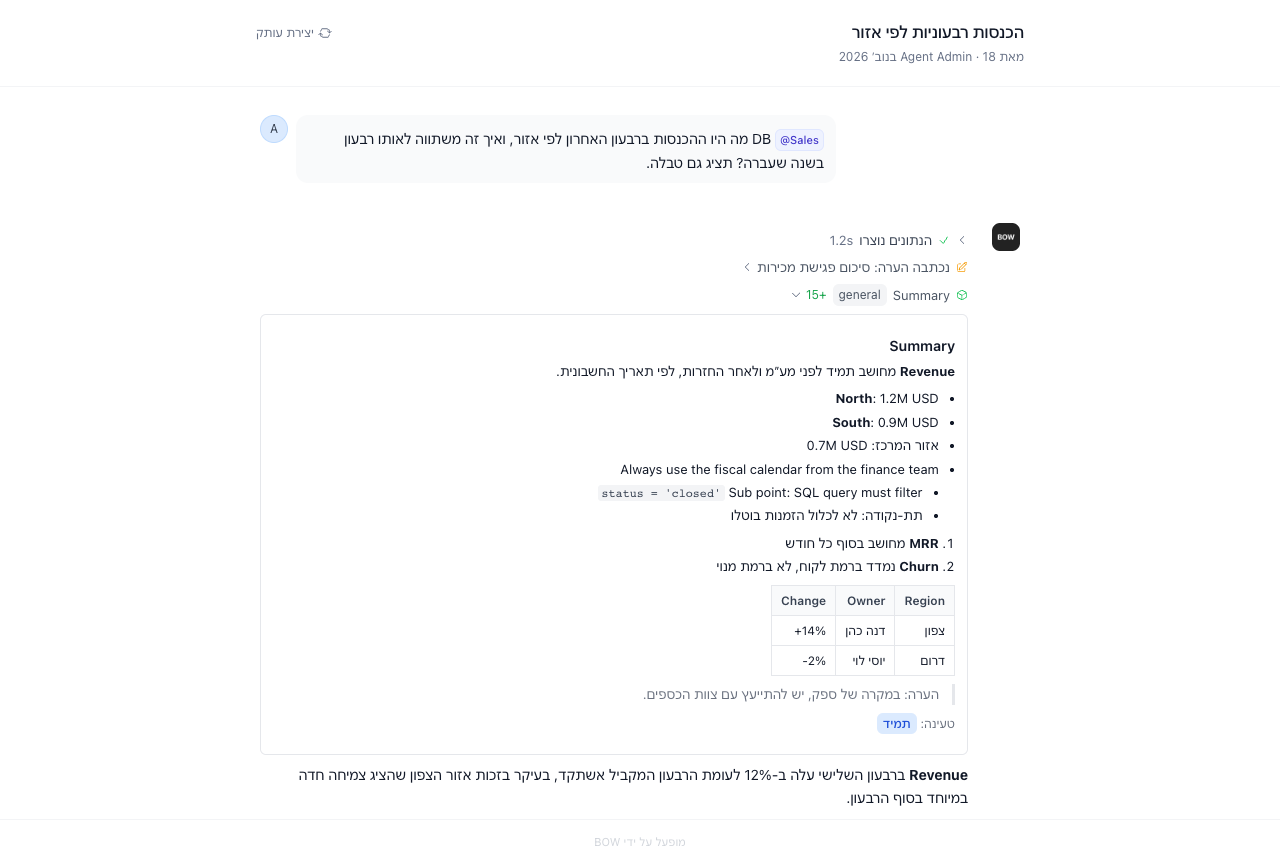 הכנסות רבעוניות לפי אזור
יצירת עותק
מאת Agent Admin · 18 בנוב׳ 2026
A
@Sales DB מה היו ההכנסות ברבעון האחרון לפי אזור, ואיך זה משתווה לאותו רבעון
בשנה שעברה? תציג גם טבלה.
BOW
הנתונים נוצרו 1.2s
נכתבה הערה: סיכום פגישת מכירות
Summary general +15
Summary
Revenue מחושב תמיד לפני מע״מ ולאחר החזרות, לפי תאריך החשבונית.
• North: 1.2M USD
• South: 0.9M USD
• אזור המרכז: 0.7M USD
• Always use the fiscal calendar from the finance team
• Sub point: SQL query must filter status = 'closed'
• תת-נקודה: לא לכלול הזמנות בוטלו
1. MRR מחושב בסוף כל חודש
2. Churn נמדד ברמת לקוח, לא ברמת מנוי
Region Owner Change
צפון דנה כהן +14%
דרום יוסי לוי -2%
הערה: במקרה של ספק, יש להתייעץ עם צוות הכספים.
טעינה: תמיד
Revenue ברבעון השלישי עלה ב-12% לעומת הרבעון המקביל אשתקד, בעיקר בזכות אזור הצפון שהציג צמיחה חדה
במיוחד בסוף הרבעון.
מופעל על ידי BOW